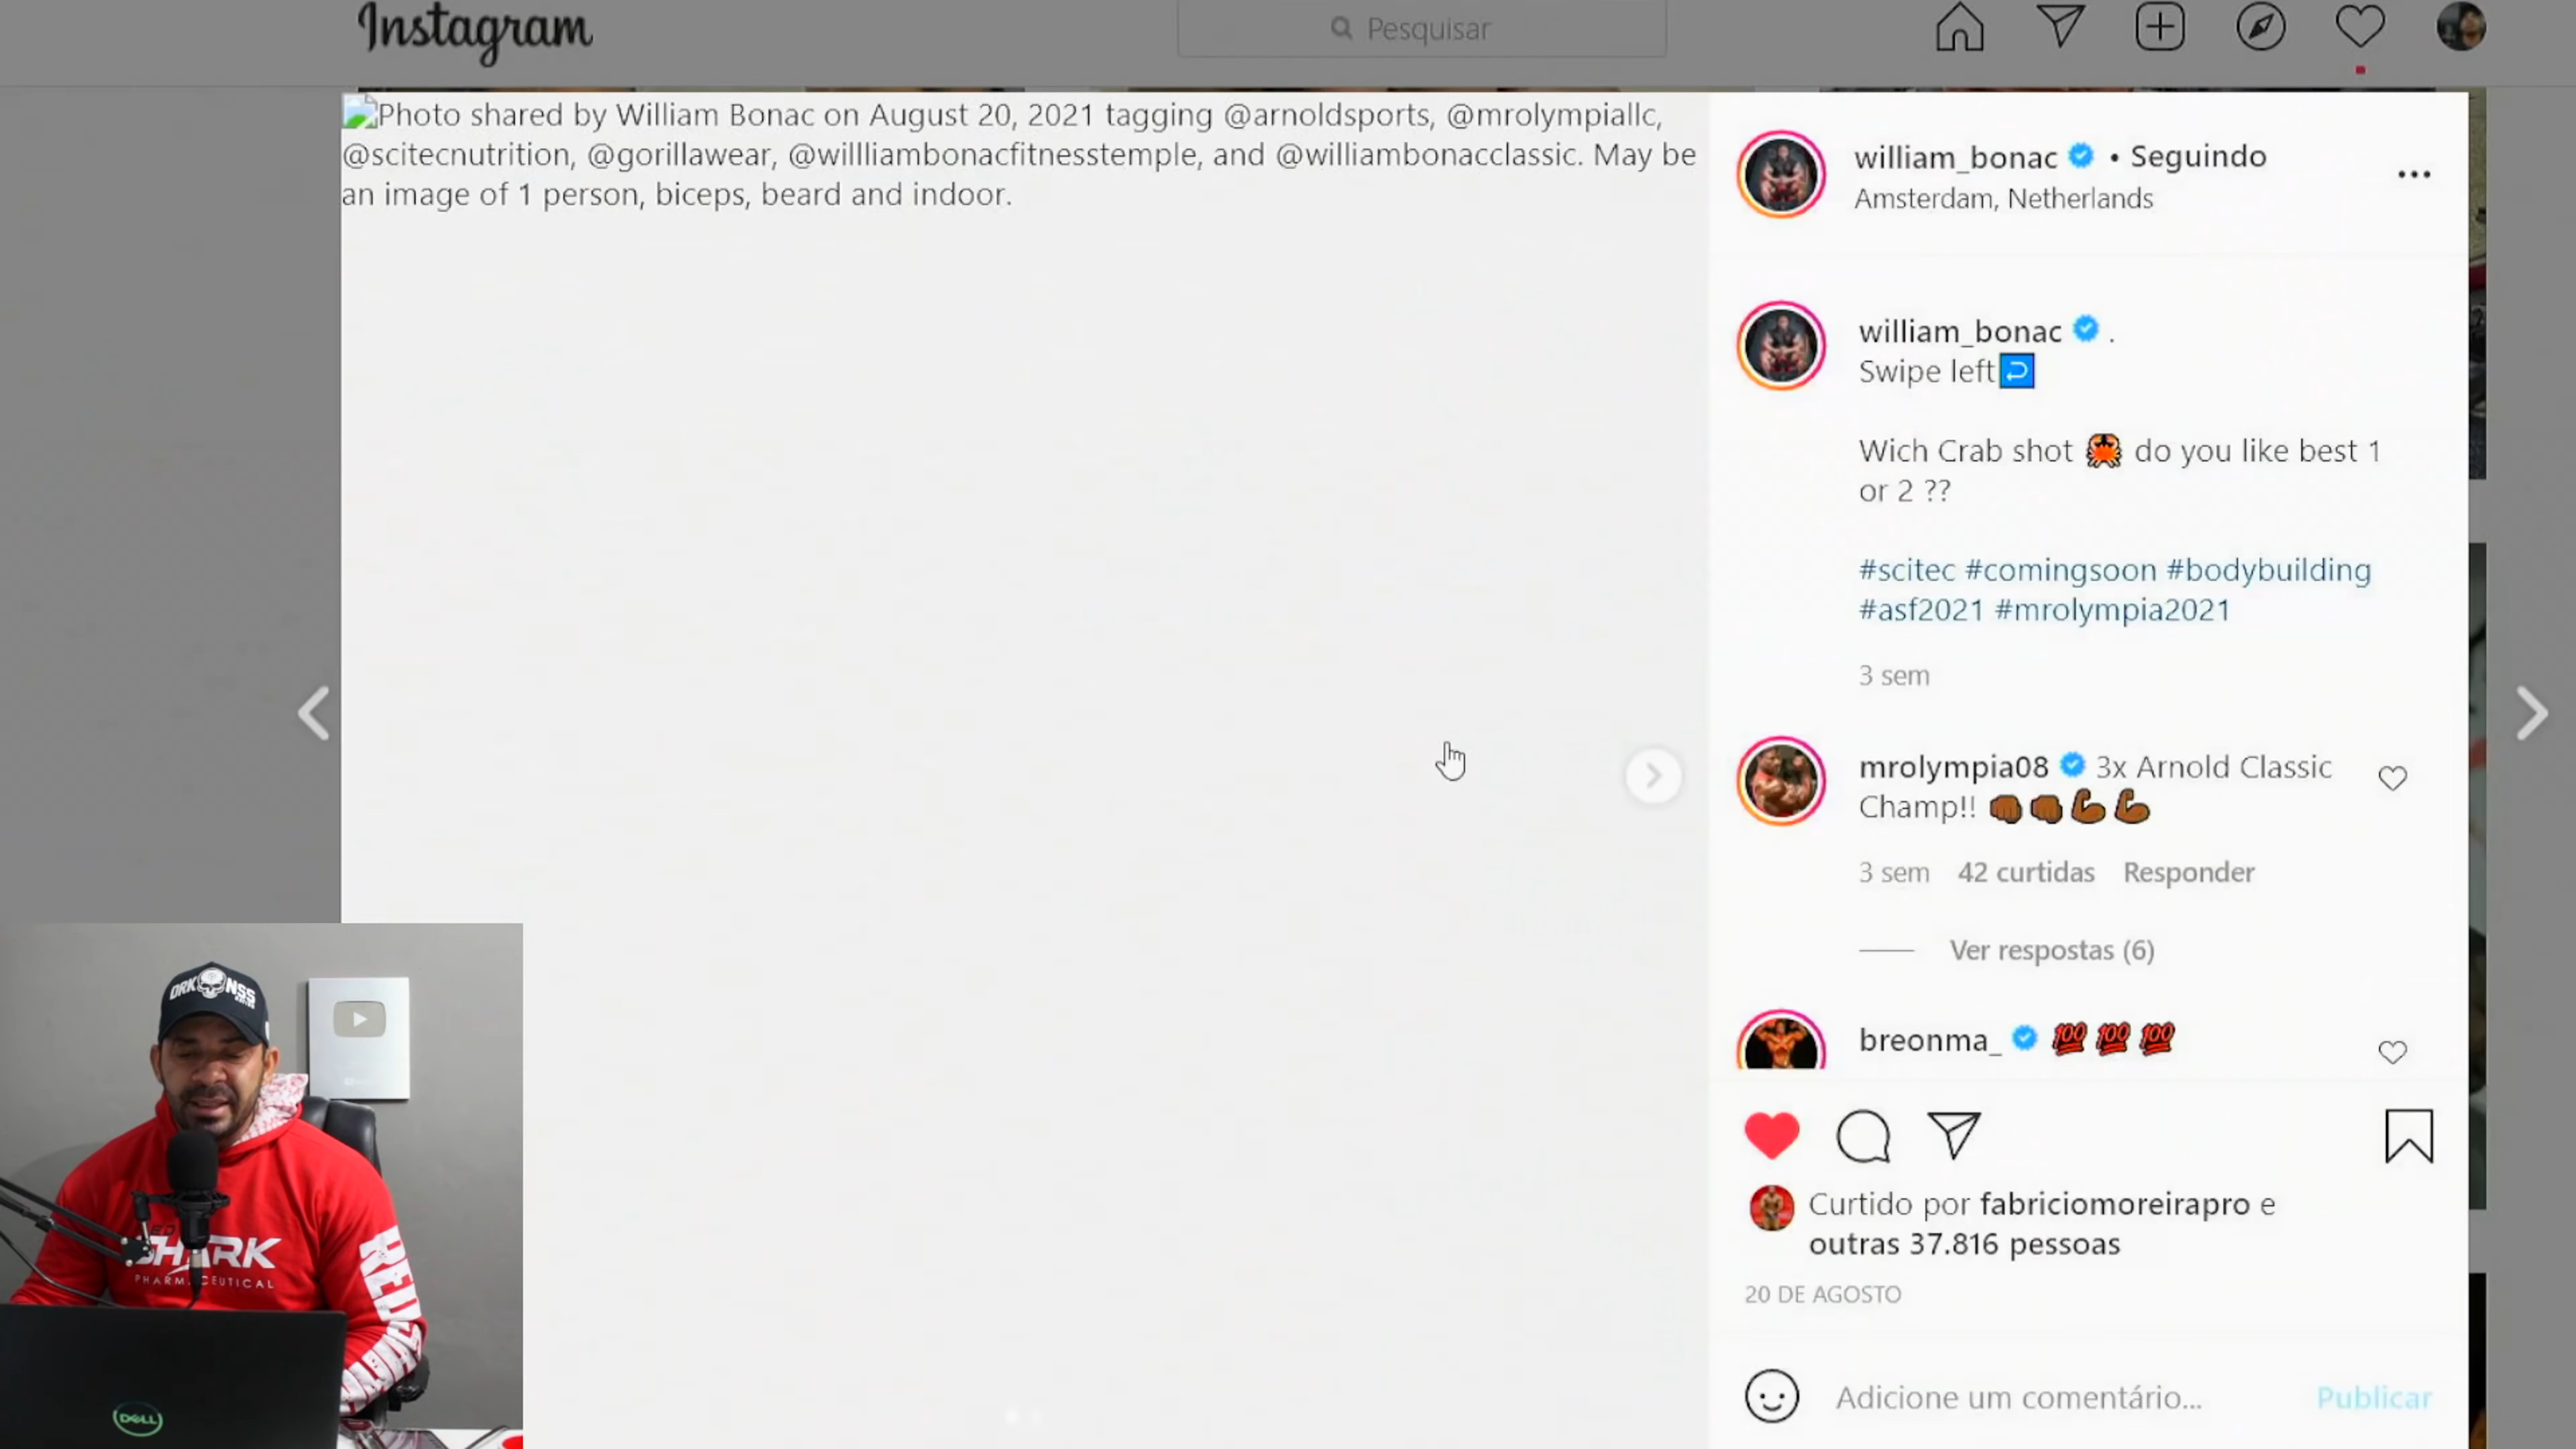 Instagram
Pesquisar
Photo shared by William Bonac on August 20, 2021 tagging @arnoldsports, @mrolympiallc,
@scitecnutrition, @gorillawear, @willliambonacfitnesstemple, and @williambonacclassic. May be
an image of 1 person, biceps, beard and indoor.
william_bonac • Seguindo
Amsterdam, Netherlands
william_bonac .
Swipe left
Wich Crab shot 🦀 do you like best 1
or 2 ??
#scitec #comingsoon #bodybuilding
#asf2021 #mrolympia2021
3 sem
mrolympia08 3x Arnold Classic
Champ!! 👊🏾👊🏾💪🏾💪🏾
3 sem 42 curtidas Responder
Ver respostas (6)
breonma_ 💯 💯 💯
Curtido por fabriciomoreirapro e
outras 37.816 pessoas
20 DE AGOSTO
Adicione um comentário... Publicar
DRK NSS
SHARK
PHARMACEUTICAL
RED
DELL